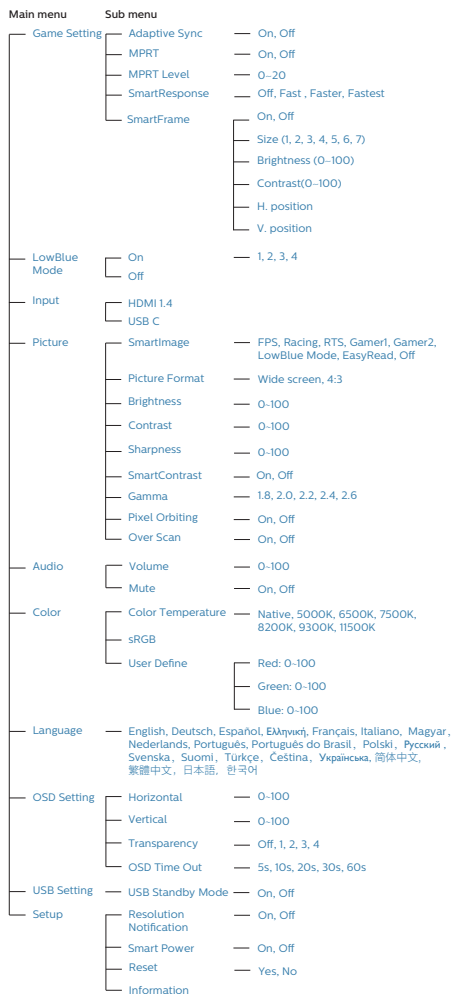 Main menu Sub menu
Game Setting Adaptive Sync On, Off
MPRT On, Off
MPRT Level 0–20
SmartResponse Off, Fast , Faster, Fastest
SmartFrame On, Off
Size (1, 2, 3, 4, 5, 6, 7)
Brightness (0–100)
Contrast(0–100)
H. position
V. position
LowBlue On 1, 2, 3, 4
Mode
Off
Input HDMI 1.4
USB C
Picture SmartImage FPS, Racing, RTS, Gamer1, Gamer2,
LowBlue Mode, EasyRead, Off
Picture Format Wide screen, 4:3
Brightness 0~100
Contrast 0~100
Sharpness 0~100
SmartContrast On, Off
Gamma 1.8, 2.0, 2.2, 2.4, 2.6
Pixel Orbiting On, Off
Over Scan On, Off
Audio Volume 0~100
Mute On, Off
Color Color Temperature Native, 5000K, 6500K, 7500K,
8200K, 9300K, 11500K
sRGB
User Define Red: 0~100
Green: 0~100
Blue: 0~100
Language English, Deutsch, Español, Ελληνική, Français, Italiano, Magyar,
Nederlands, Português, Português do Brasil, Polski, Русский ,
Svenska, Suomi, Türkçe, Čeština, Українська, 简体中文,
繁體中文, 日本語, 한국어
OSD Setting Horizontal 0~100
Vertical 0~100
Transparency Off, 1, 2, 3, 4
OSD Time Out 5s, 10s, 20s, 30s, 60s
USB Setting USB Standby Mode On, Off
Setup Resolution On, Off
Notification
Smart Power On, Off
Reset Yes, No
Information